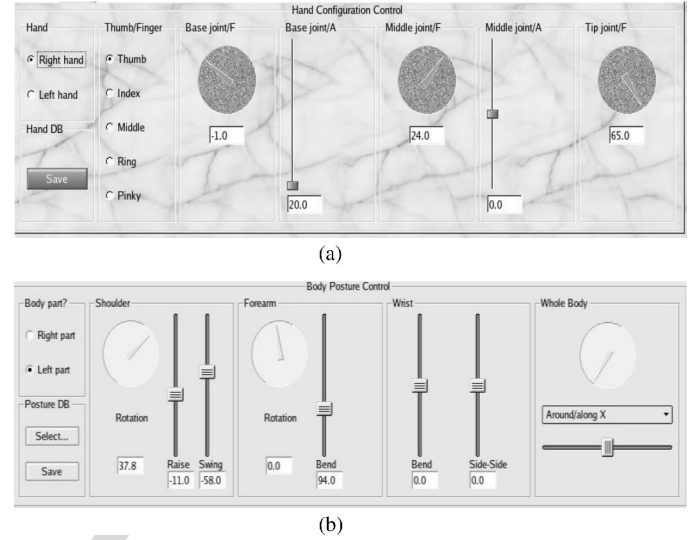 Hand Configuration Control
Hand
Thumb/Finger
Base joint/F
Base joint/A
Middle joint/F
Middle joint/A
Tip joint/F
Right hand
Left hand
Hand DB
Save
Thumb
Index
Middle
Ring
Pinky
-1.0
20.0
24.0
0.0
65.0
(a)
Body Posture Control
Body part?
Shoulder
Forearm
Wrist
Whole Body
Right part
Left part
Posture DB
Select...
Save
Rotation
37.8
Raise
-11.0
Swing
-58.0
Rotation
0.0
Bend
94.0
Bend
0.0
Side-Side
0.0
Around/along X
(b)